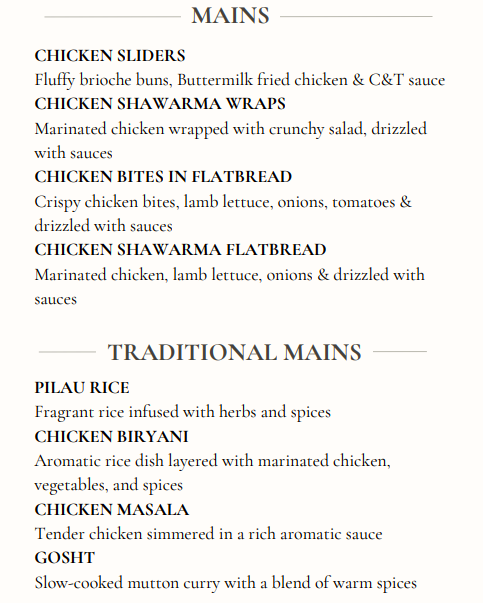 MAINS
CHICKEN SLIDERS
Fluffy brioche buns, Buttermilk fried chicken & C&T sauce
CHICKEN SHAWARMA WRAPS
Marinated chicken wrapped with crunchy salad, drizzled
with sauces
CHICKEN BITES IN FLATBREAD
Crispy chicken bites, lamb lettuce, onions, tomatoes &
drizzled with sauces
CHICKEN SHAWARMA FLATBREAD
Marinated chicken, lamb lettuce, onions & drizzled with
sauces
TRADITIONAL MAINS
PILAU RICE
Fragrant rice infused with herbs and spices
CHICKEN BIRYANI
Aromatic rice dish layered with marinated chicken,
vegetables, and spices
CHICKEN MASALA
Tender chicken simmered in a rich aromatic sauce
GOSHT
Slow-cooked mutton curry with a blend of warm spices